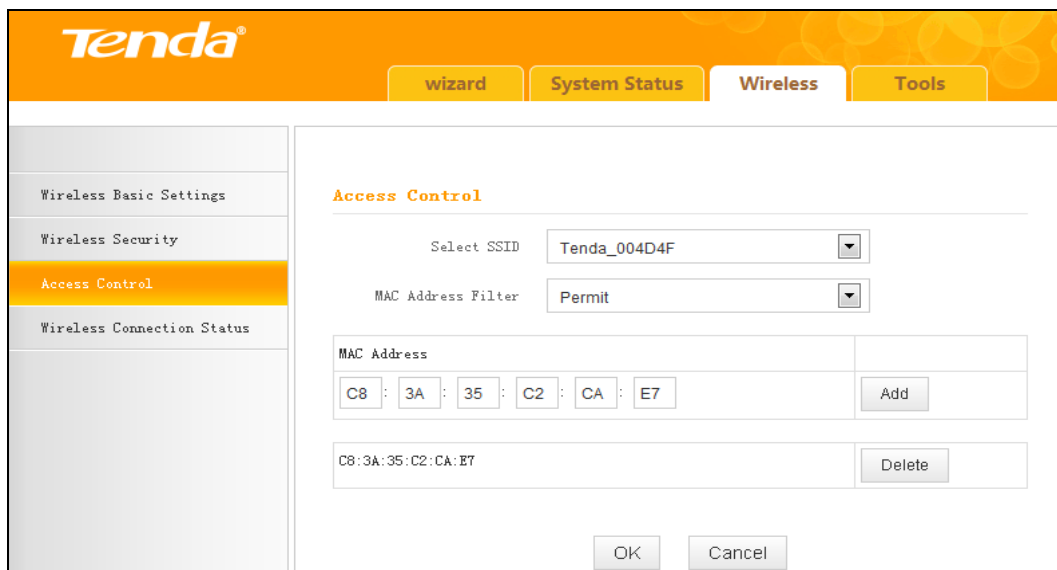 Tenda®
wizard System Status Wireless Tools
Wireless Basic Settings
Wireless Security
Access Control
Wireless Connection Status
Access Control
Select SSID Tenda_004D4F
MAC Address Filter Permit
MAC Address
C8 : 3A : 35 : C2 : CA : E7 Add
C8:3A:35:C2:CA:E7 Delete
OK Cancel